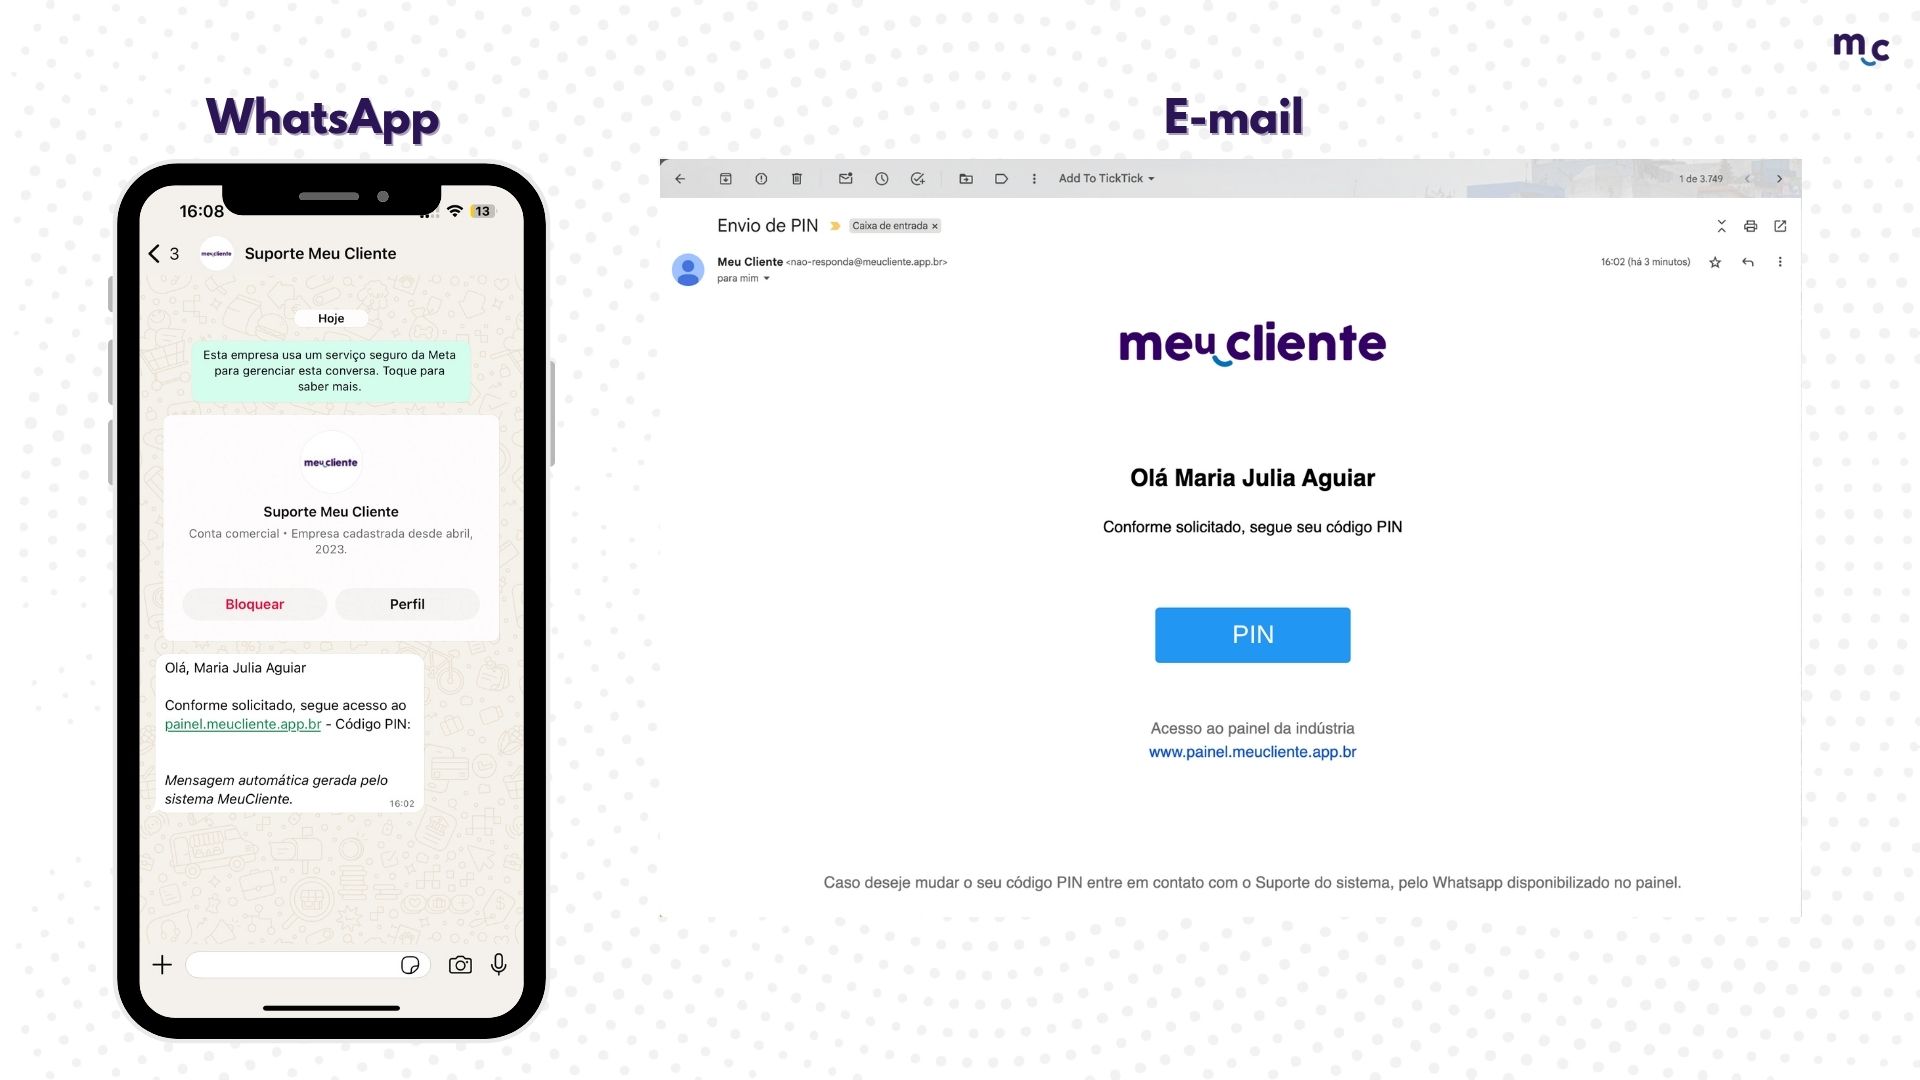 m c
WhatsApp
16:08
13
3
meucliente
Suporte Meu Cliente
Hoje
Esta empresa usa um serviço seguro da Meta
para gerenciar esta conversa. Toque para
saber mais.
meucliente
Suporte Meu Cliente
Conta comercial • Empresa cadastrada desde abril,
2023.
Bloquear
Perfil
Olá, Maria Julia Aguiar
Conforme solicitado, segue acesso ao
painel.meucliente.app.br - Código PIN:
Mensagem automática gerada pelo
sistema MeuCliente.
16:02
E-mail
Add To TickTick
1 de 3.749
Envio de PIN
Caixa de entrada ×
Meu Cliente <nao-responda@meucliente.app.br>
16:02 (há 3 minutos)
para mim
meucliente
Olá Maria Julia Aguiar
Conforme solicitado, segue seu código PIN
PIN
Acesso ao painel da indústria
www.painel.meucliente.app.br
Caso deseje mudar o seu código PIN entre em contato com o Suporte do sistema, pelo Whatsapp disponibilizado no painel.